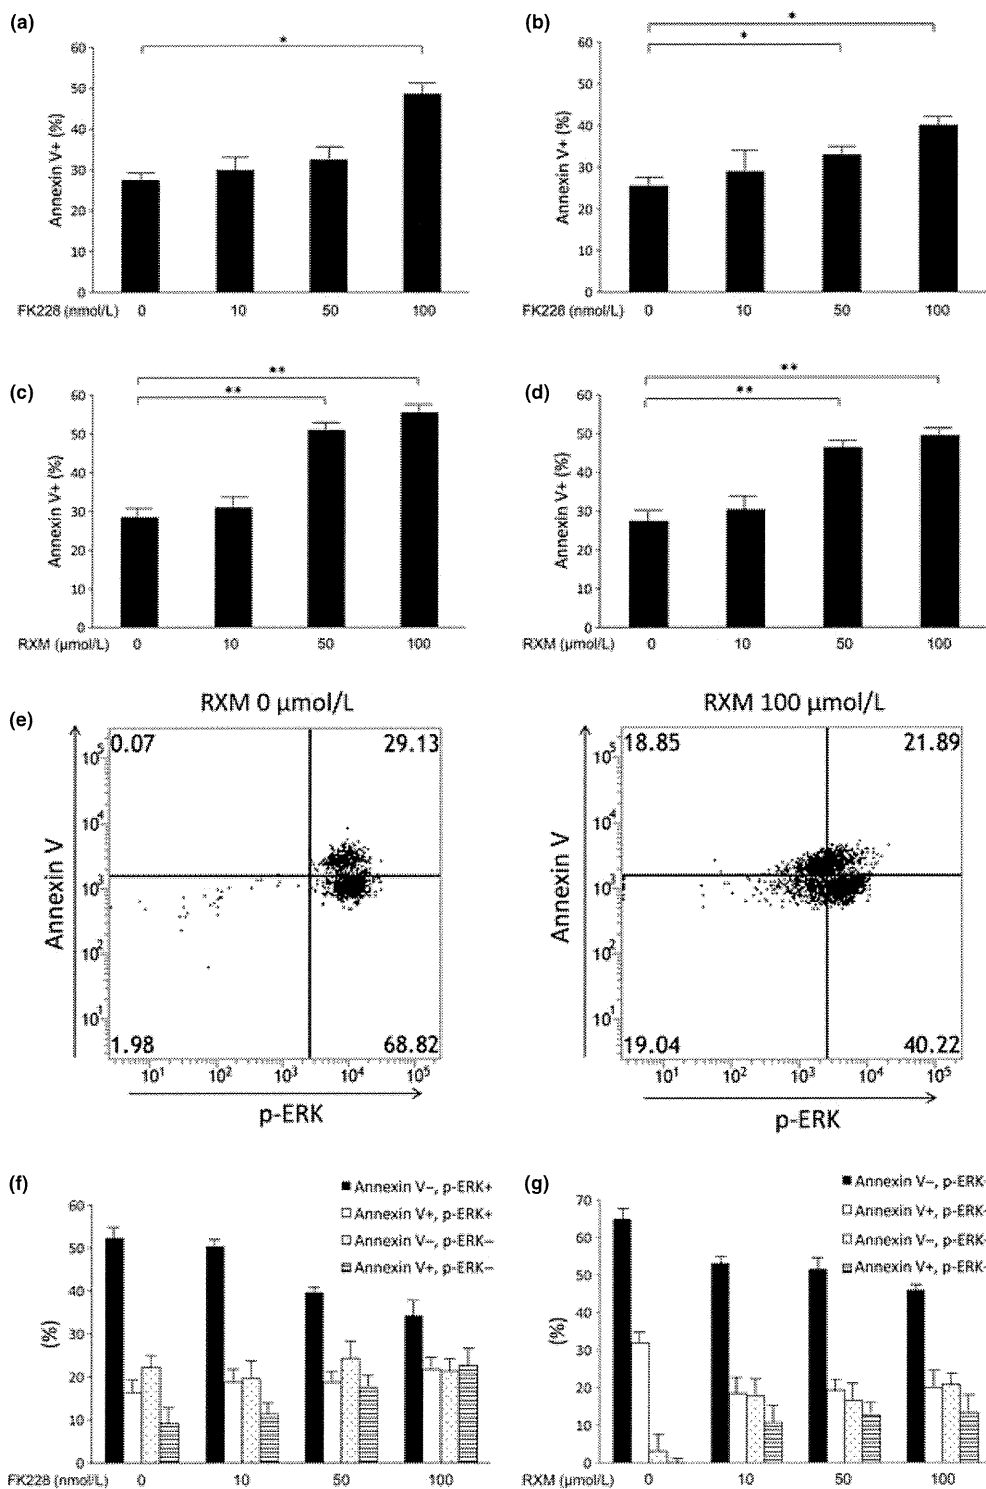 (a)
*
Annexin V+ (%)
60
50
40
30
20
10
0
FK228 (nmol/L) 0 10 50 100
(b)
*
*
Annexin V+ (%)
60
50
40
30
20
10
0
FK228 (nmol/L) 0 10 50 100
(c)
**
**
Annexin V+ (%)
60
50
40
30
20
10
0
RXM (µmol/L) 0 10 50 100
(d)
**
**
Annexin V+ (%)
60
50
40
30
20
10
0
RXM (µmol/L) 0 10 50 100
(e)
RXM 0 µmol/L
0.07 29.13
1.98 68.82
Annexin V
10⁵
10⁴
10³
10²
10¹
10¹ 10² 10³ 10⁴ 10⁵
p-ERK
RXM 100 µmol/L
18.85 21.89
19.04 40.22
Annexin V
10⁵
10⁴
10³
10²
10¹
10¹ 10² 10³ 10⁴ 10⁵
p-ERK
(f)
Annexin V−, p-ERK+
Annexin V+, p-ERK+
Annexin V−, p-ERK−
Annexin V+, p-ERK−
(%)
60
50
40
30
20
10
0
FK228 (nmol/L) 0 10 50 100
(g)
Annexin V−, p-ERK
Annexin V+, p-ERK
Annexin V−, p-ERK
Annexin V+, p-ERK
(%)
70
60
50
40
30
20
10
0
RXM (µmol/L) 0 10 50 100